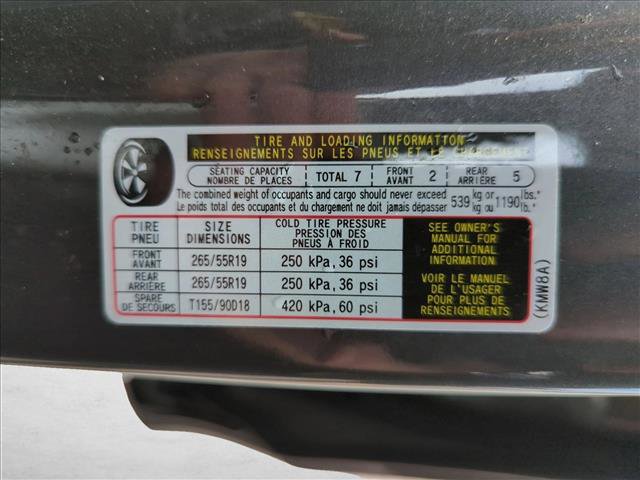 TIRE AND LOADING INFORMATION
RENSEIGNEMENTS SUR LES PNEUS ET LE CHARGEMENT
SEATING CAPACITY
NOMBRE DE PLACES
TOTAL 7
FRONT
AVANT 2
REAR
ARRIÈRE 5
The combined weight of occupants and cargo should never exceed
Le poids total des occupants et du chargement ne doit jamais dépasser
539 kg or 1190 lbs.
kg ou lb.
TIRE
PNEU
SIZE
DIMENSIONS
COLD TIRE PRESSURE
PRESSION DES
PNEUS À FROID
FRONT
AVANT
265/55R19
250 kPa, 36 psi
REAR
ARRIÈRE
265/55R19
250 kPa, 36 psi
SPARE
DE SECOURS
T155/90D18
420 kPa, 60 psi
SEE OWNER'S
MANUAL FOR
ADDITIONAL
INFORMATION
VOIR LE MANUEL
DE L'USAGER
POUR PLUS DE
RENSEIGNEMENTS
(KMW8A)